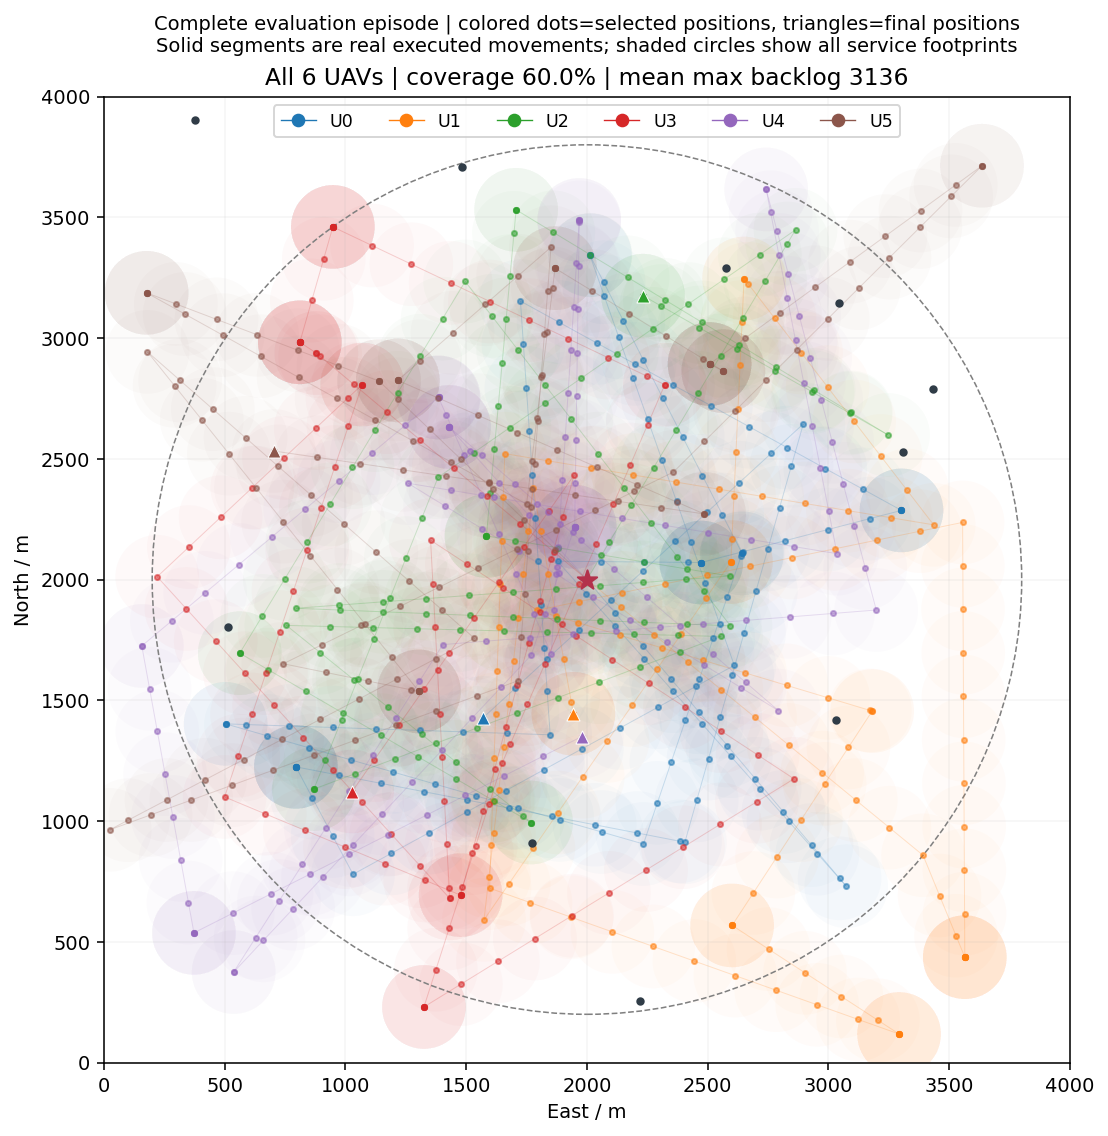 Complete evaluation episode | colored dots=selected positions, triangles=final positions
Solid segments are real executed movements; shaded circles show all service footprints
All 6 UAVs | coverage 60.0% | mean max backlog 3136
U0 U1 U2 U3 U4 U5
4000
3500
3000
2500
2000
1500
1000
500
0
North / m
0 500 1000 1500 2000 2500 3000 3500 4000
East / m